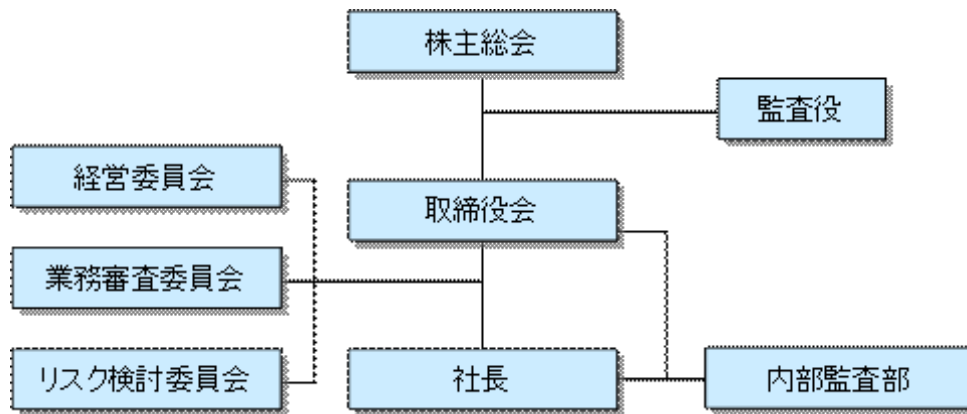 株主総会
監査役
経営委員会
取締役会
業務審査委員会
リスク検討委員会
社長
内部監査部